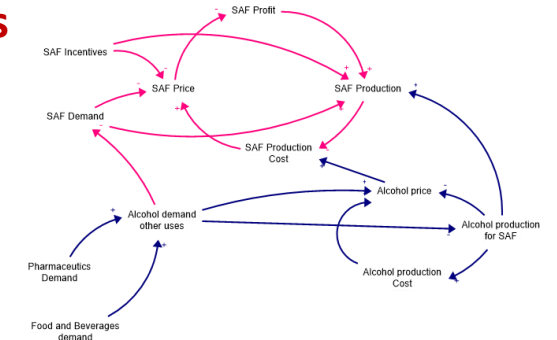 s
SAF Profit
SAF Incentives
SAF Price
SAF Production
SAF Demand
SAF Production
Cost
Alcohol price
Alcohol demand
other uses
Alcohol production
for SAF
Pharmaceutics
Demand
Alcohol production
Cost
Food and Beverages
demand